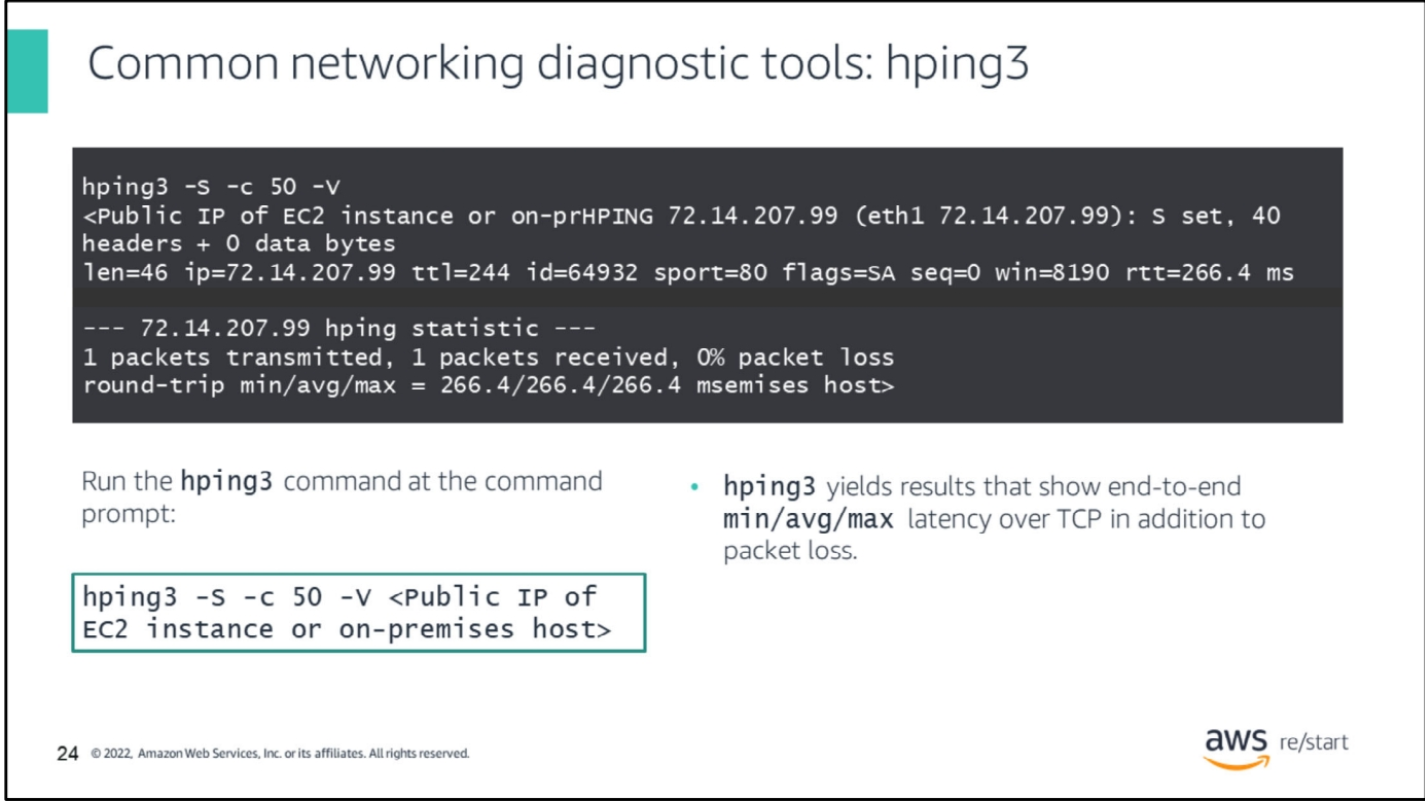 Common networking diagnostic tools: hping3
hping3 -S -c 50 -V
<Public IP of EC2 instance or on-prHPING 72.14.207.99 (eth1 72.14.207.99): S set, 40
headers + 0 data bytes
len=46 ip=72.14.207.99 ttl=244 id=64932 sport=80 flags=SA seq=0 win=8190 rtt=266.4 ms
--- 72.14.207.99 hping statistic ---
1 packets transmitted, 1 packets received, 0% packet loss
round-trip min/avg/max = 266.4/266.4/266.4 msemises host>
Run the hping3 command at the command
prompt:
hping3 -S -c 50 -V <Public IP of
EC2 instance or on-premises host>
• hping3 yields results that show end-to-end
min/avg/max latency over TCP in addition to
packet loss.
24 © 2022, Amazon Web Services, Inc. or its affiliates. All rights reserved.
aws re/start